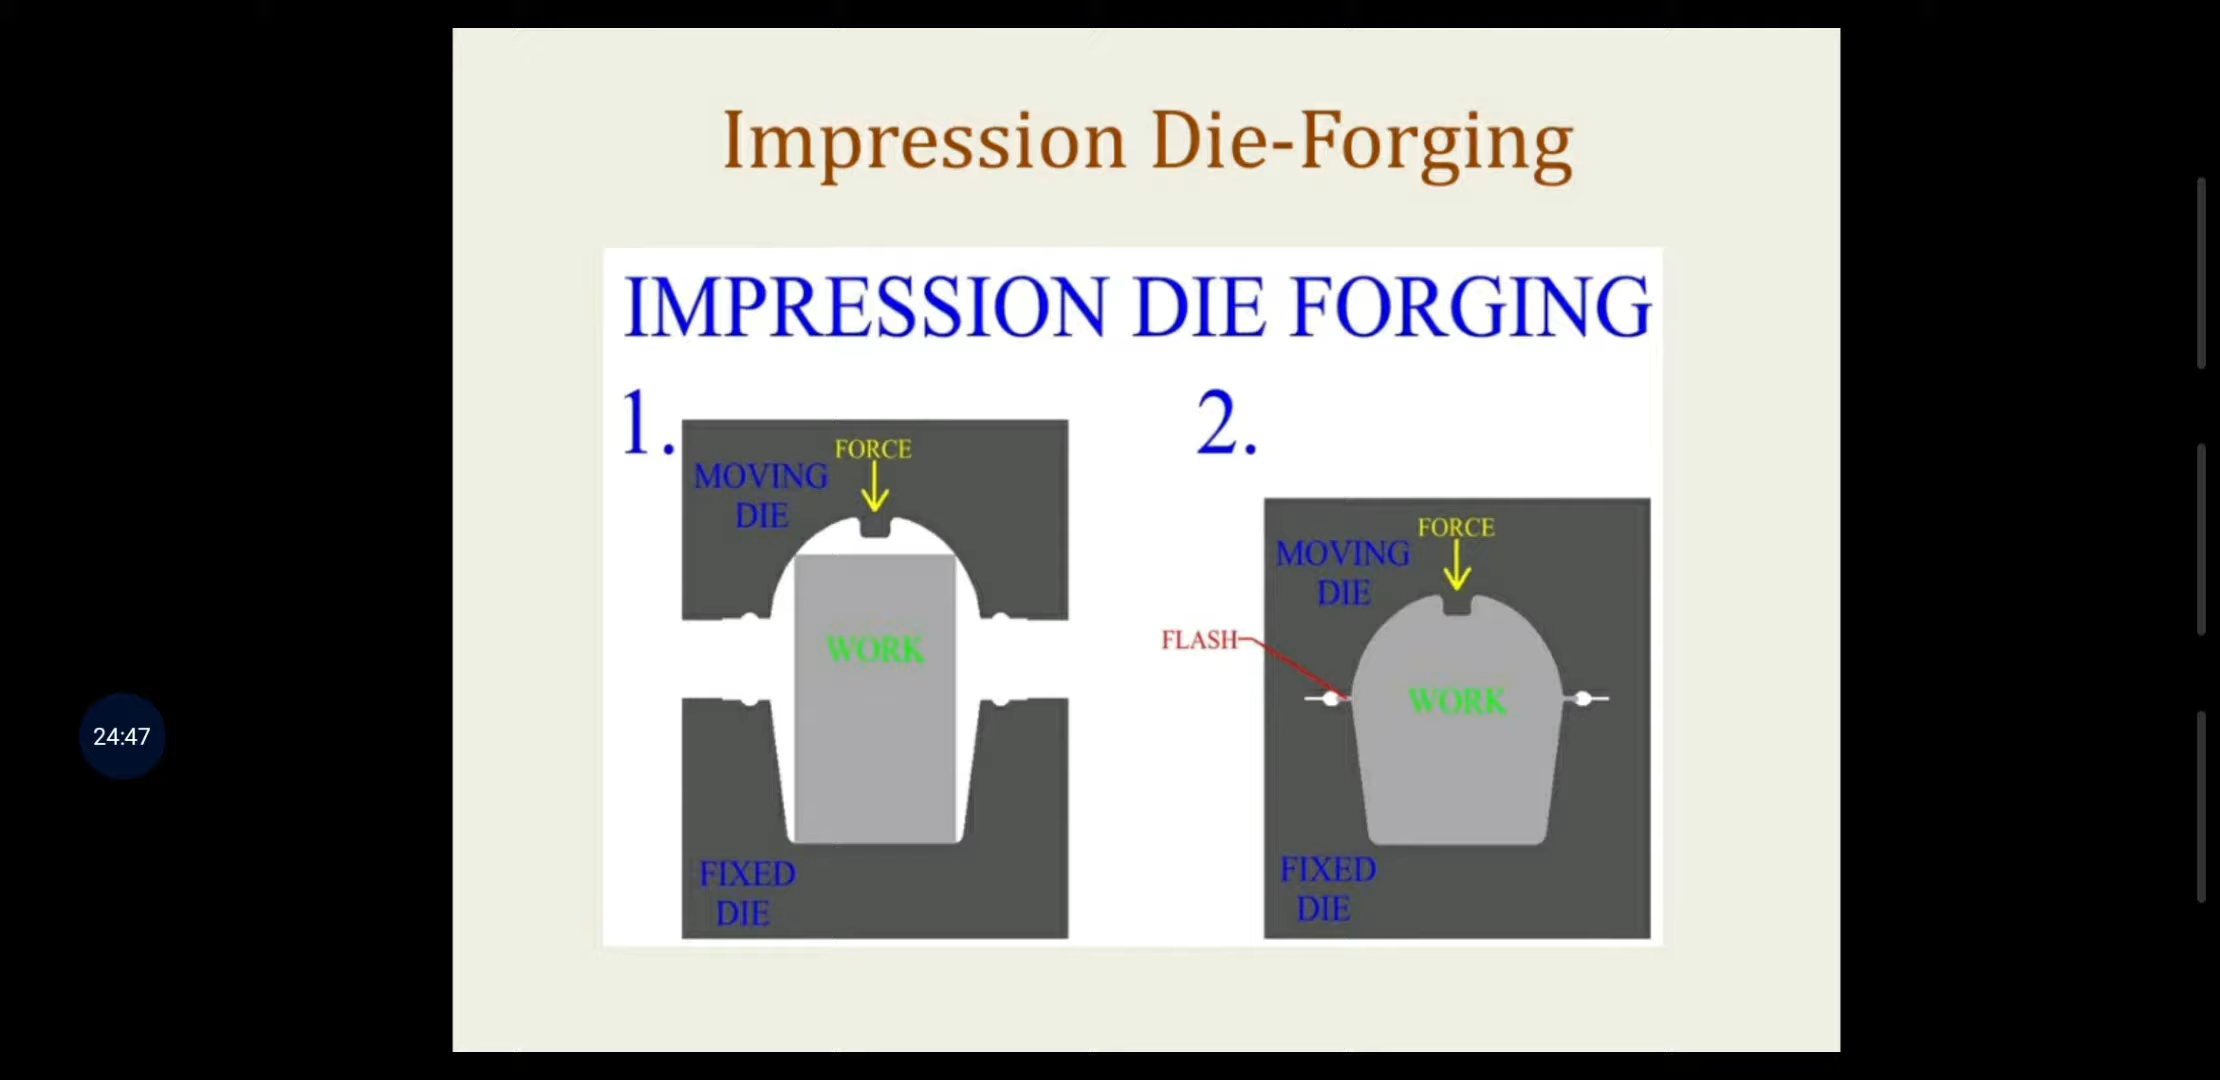 Impression Die-Forging
IMPRESSION DIE FORGING
1.
FORCE
MOVING
DIE
WORK
FIXED
DIE
2.
FORCE
MOVING
DIE
FLASH
WORK
FIXED
DIE
24:47